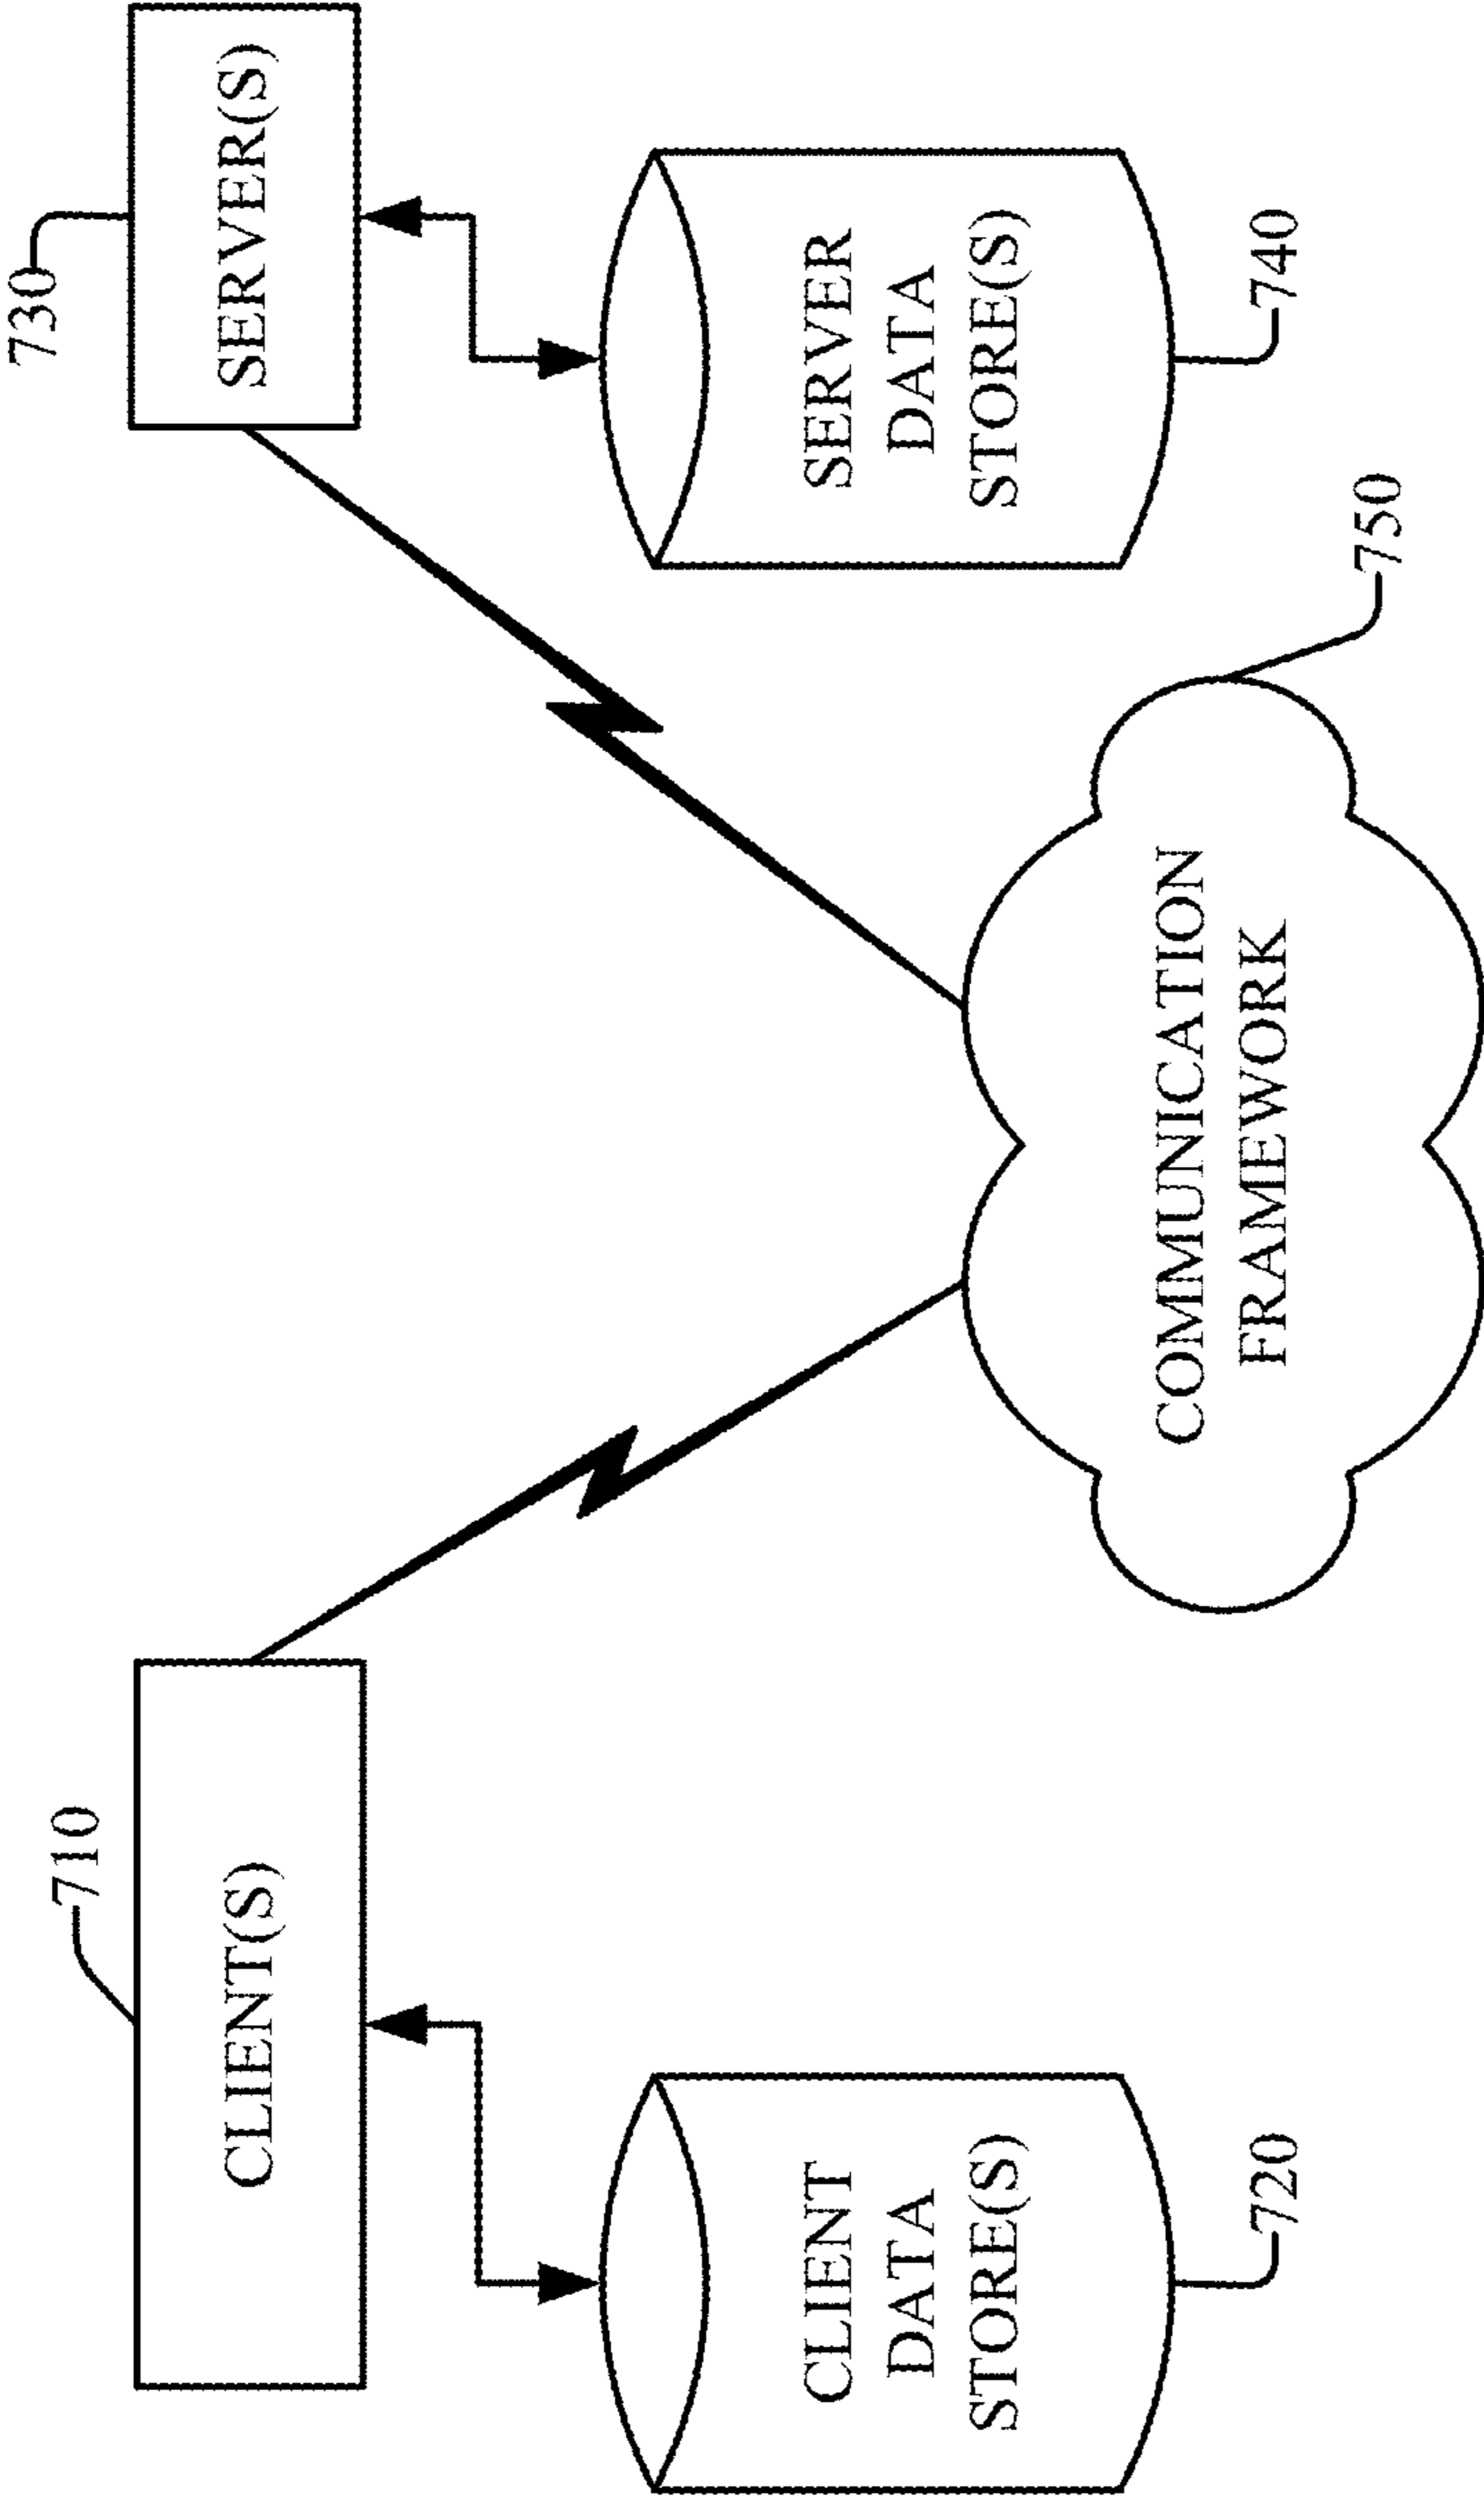 710
730
CLIENT(S)
SERVER(S)
CLIENT
DATA
STORE(S)
SERVER
DATA
STORE(S)
COMMUNICATION
FRAMEWORK
720
740
750